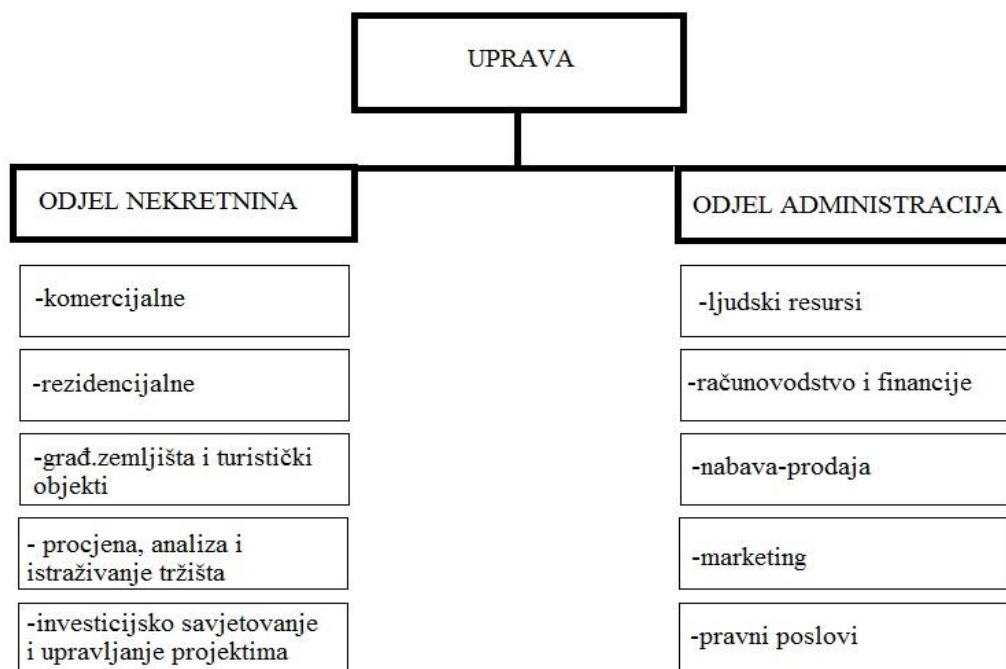 UPRAVA
ODJEL NEKRETNINA
-komercijalne
-rezidencijalne
-građ.zemljišta i turistički
objekti
- procjena, analiza i
istraživanje tržišta
-investicijsko savjetovanje
i upravljanje projektima
ODJEL ADMINISTRACIJA
-ljudski resursi
-računovodstvo i financije
-nabava-prodaja
-marketing
-pravni poslovi